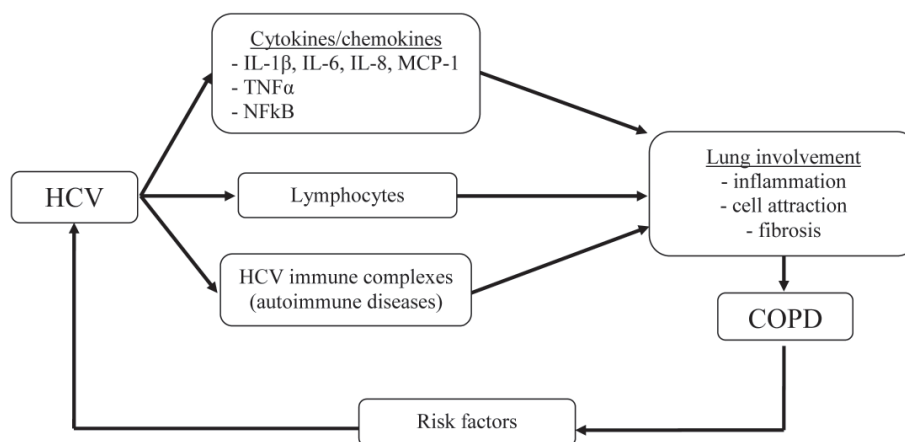 Cytokines/chemokines
- IL-1β, IL-6, IL-8, MCP-1
- TNFα
- NFkB
HCV
Lymphocytes
HCV immune complexes
(autoimmune diseases)
Lung involvement
- inflammation
- cell attraction
- fibrosis
COPD
Risk factors